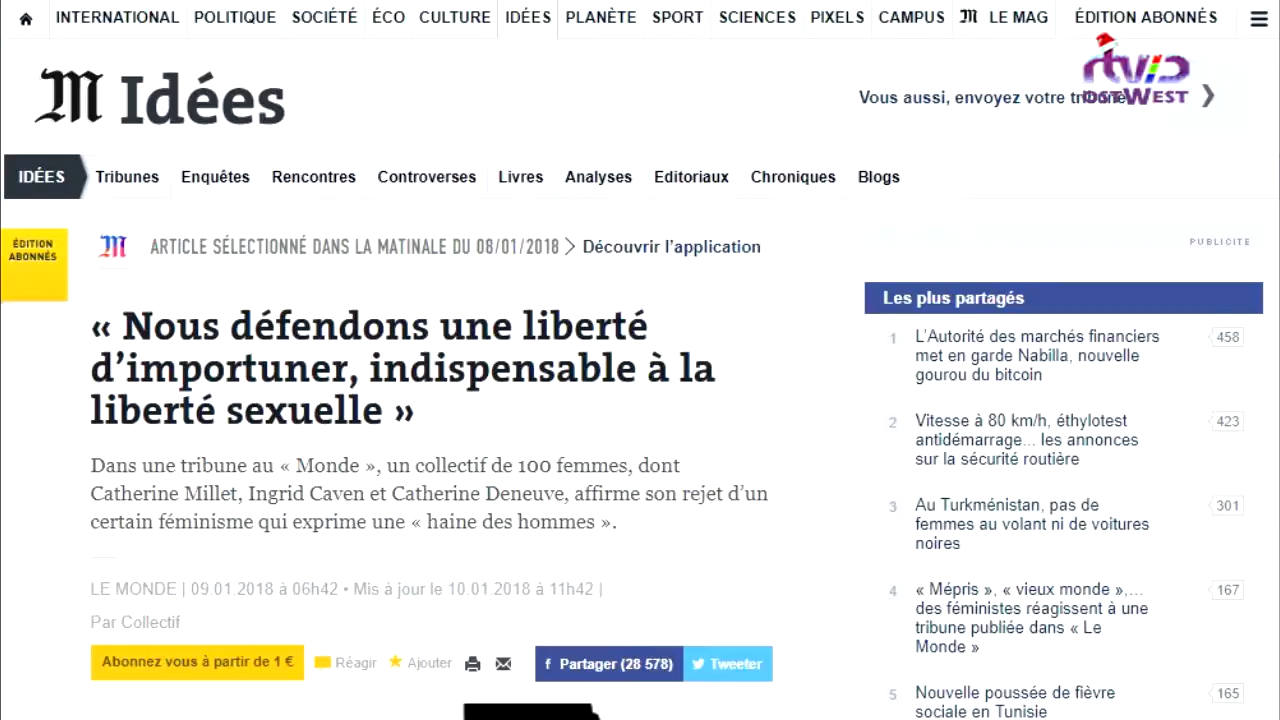 INTERNATIONAL POLITIQUE SOCIÉTÉ ÉCO CULTURE IDÉES PLANÈTE SPORT SCIENCES PIXELS CAMPUS M LE MAG ÉDITION ABONNÉS
M Idées
Vous aussi, envoyez votre tribune
rtvd
OSTWEST
IDÉES Tribunes Enquêtes Rencontres Controverses Livres Analyses Editoriaux Chroniques Blogs
ÉDITION
ABONNÉS
M ARTICLE SÉLECTIONNÉ DANS LA MATINALE DU 08/01/2018 > Découvrir l’application
« Nous défendons une liberté
d’importuner, indispensable à la
liberté sexuelle »
Dans une tribune au « Monde », un collectif de 100 femmes, dont
Catherine Millet, Ingrid Caven et Catherine Deneuve, affirme son rejet d’un
certain féminisme qui exprime une « haine des hommes ».
LE MONDE | 09.01.2018 à 06h42 • Mis à jour le 10.01.2018 à 11h42 |
Par Collectif
Abonnez vous à partir de 1 € Réagir Ajouter f Partager (28 578) Tweeter
PUBLICITÉ
Les plus partagés
1 L’Autorité des marchés financiers 458
met en garde Nabilla, nouvelle
gourou du bitcoin
2 Vitesse à 80 km/h, éthylotest 423
antidémarrage... les annonces
sur la sécurité routière
3 Au Turkménistan, pas de 301
femmes au volant ni de voitures
noires
4 « Mépris », « vieux monde »,... 167
des féministes réagissent à une
tribune publiée dans « Le
Monde »
5 Nouvelle poussée de fièvre 165
sociale en Tunisie